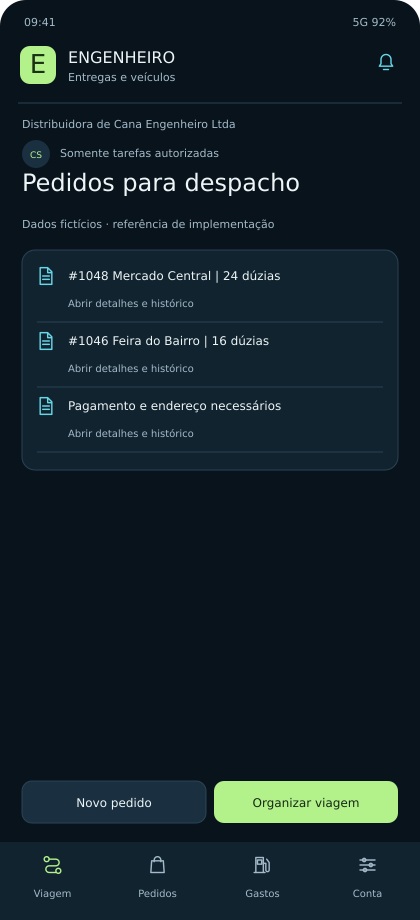 09:41
5G 92%
E
ENGENHEIRO
Entregas e veículos
Distribuidora de Cana Engenheiro Ltda
CS
Somente tarefas autorizadas
Pedidos para despacho
Dados fictícios · referência de implementação
#1048 Mercado Central | 24 dúzias
Abrir detalhes e histórico
#1046 Feira do Bairro | 16 dúzias
Abrir detalhes e histórico
Pagamento e endereço necessários
Abrir detalhes e histórico
Novo pedido
Organizar viagem
Viagem
Pedidos
Gastos
Conta